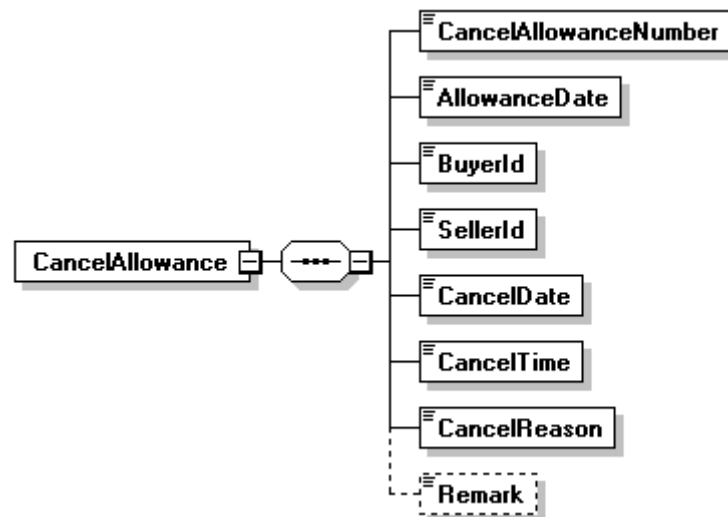 CancelAllowanceNumber
AllowanceDate
BuyerId
SellerId
CancelAllowance
CancelDate
CancelTime
CancelReason
Remark